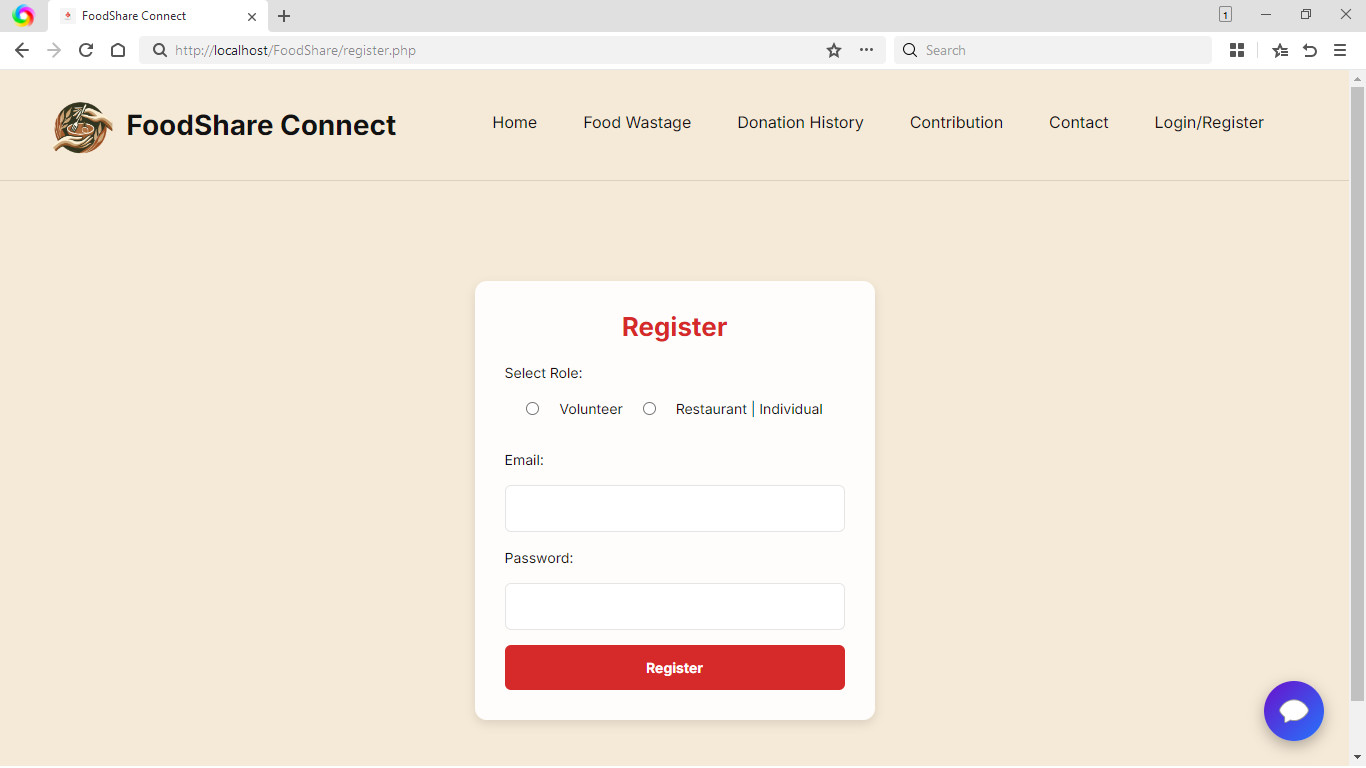 FoodShare Connect
1
http://localhost/FoodShare/register.php
Search
FoodShare Connect
Home Food Wastage Donation History Contribution Contact Login/Register
Register
Select Role:
Volunteer Restaurant | Individual
Email:
Password:
Register